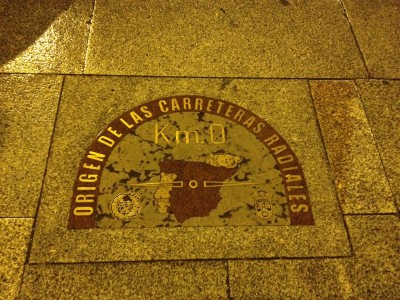 ORIGEN DE LAS CARRETERAS RADIALES
Km.0